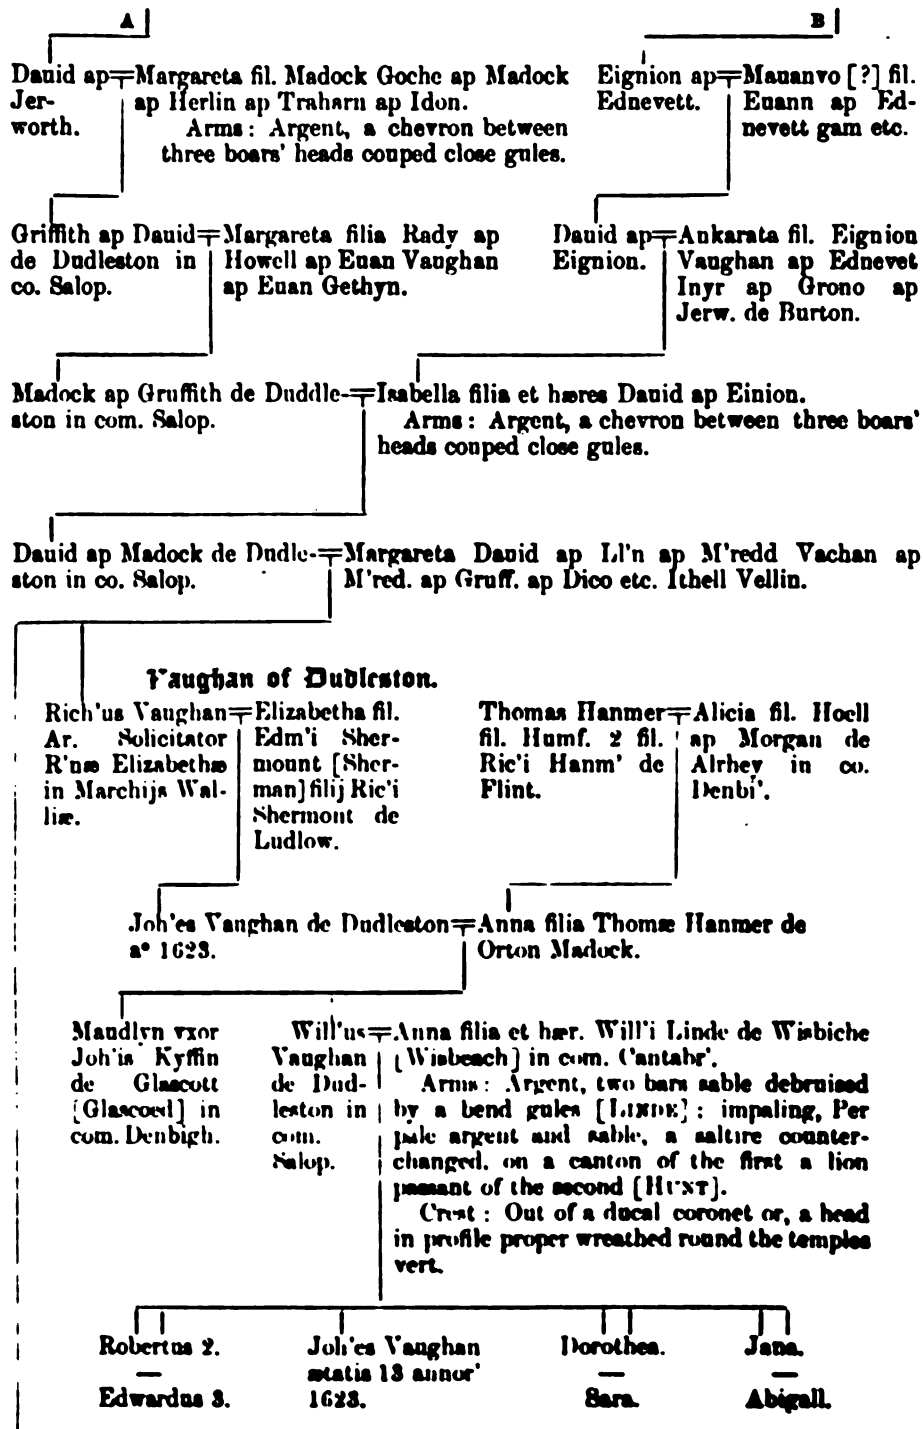 A
B
Dauid ap
Jer-
worth.
Margareta fil. Madock Goche ap Madock
ap Herlin ap Traharn ap Idon.
Arms: Argent, a chevron between
three boars' heads couped close gules.
Eignion ap
Ednevett.
Mauanvo [?] fil.
Euann ap Ed-
nevett gam etc.
Griffith ap Dauid
de Dudleston in
co. Salop.
Margareta filia Rady ap
Howell ap Euan Vaughan
ap Euan Gethyn.
Dauid ap
Eignion.
Ankarata fil. Eignion
Vaughan ap Ednevet
Inyr ap Grono ap
Jerw. de Burton.
Madock ap Gruffith de Duddle-
ston in com. Salop.
Isabella filia et hæres Dauid ap Einion.
Arms: Argent, a chevron between three boars'
heads couped close gules.
Dauid ap Madock de Dudle-
ston in co. Salop.
Margareta Dauid ap Ll'n ap M'redd Vachan ap
M'red. ap Gruff. ap Dico etc. Ithell Vellin.
Vaughan of Dudleston.
Rich'us Vaughan
Ar. Solicitator
R'næ Elizabethæ
in Marchijs Wal-
liæ.
Elizabetha fil.
Edm'i Sher-
mount [Sher-
man] filij Ric'i
Shermont de
Ludlow.
Thomas Hanmer
fil. Humf. 2 fil.
Ric'i Hanm' de
Flint.
Alicia fil. Hoell
ap Morgan de
Alrhey in co.
Denbi'.
Joh'es Vaughan de Dudleston
aº 1623.
Anna filia Thomæ Hanmer de
Orton Madock.
Maudlyn vxor
Joh'is Kyffin
de Glascott
[Glascoed] in
com. Denbigh.
Will'us
Vaughan
de Dud-
leston in
com.
Salop.
Anna filia et hær. Will'i Linde de Wisbiche
[Wisbeach] in com. Cantabr'.
Arms: Argent, two bars sable debruised
by a bend gules [LINDE]: impaling, Per
pale argent and sable, a saltire counter-
changed, on a canton of the first a lion
passant of the second [HUNT].
Crest: Out of a ducal coronet or, a head
in profile proper wreathed round the temples
vert.
Robertus 2.
Edwardus 3.
Joh'es Vaughan
ætatis 13 annor'
1623.
Dorothea.
Sara.
Jana.
Abigall.